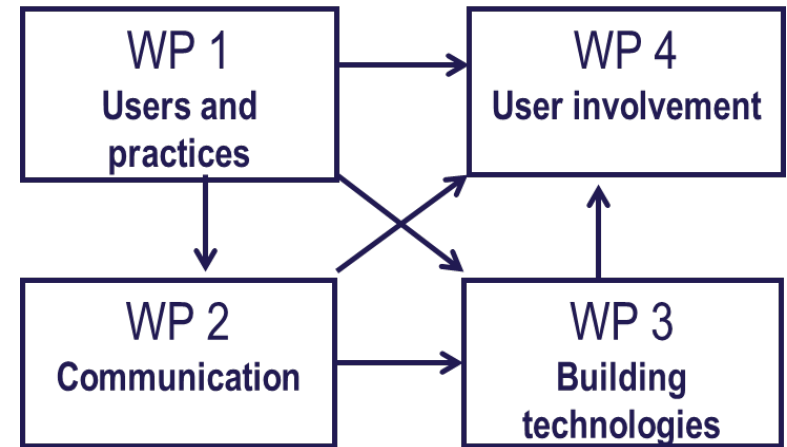 WP 1
Users and
practices
WP 4
User involvement
WP 2
Communication
WP 3
Building
technologies